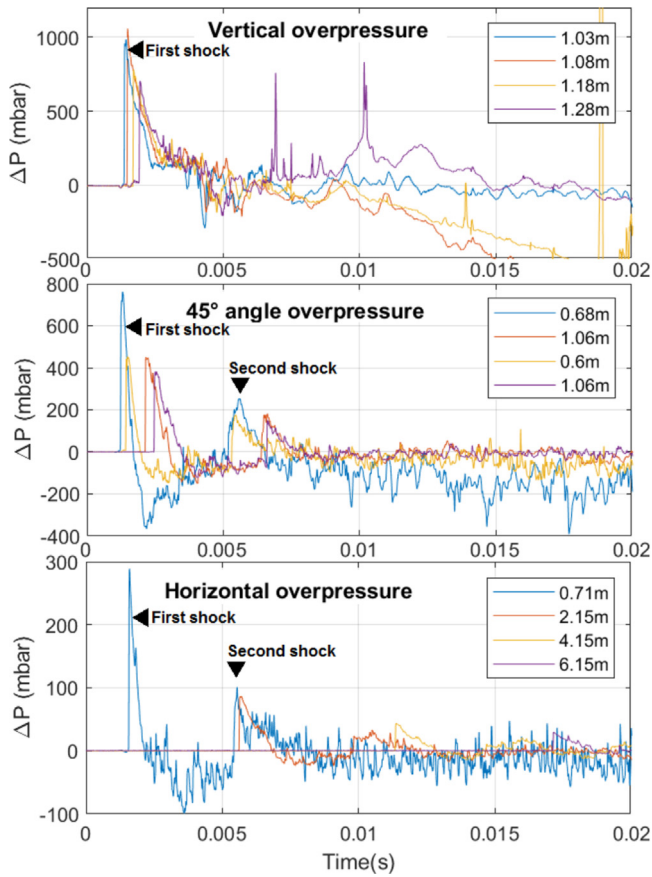 Vertical overpressure
First shock
1.03m
1.08m
1.18m
1.28m
ΔP (mbar)
1000
500
0
-500
0
0.005
0.01
0.015
0.02
45° angle overpressure
First shock
Second shock
0.68m
1.06m
0.6m
1.06m
ΔP (mbar)
800
600
400
200
0
-200
-400
0
0.005
0.01
0.015
0.02
Horizontal overpressure
First shock
Second shock
0.71m
2.15m
4.15m
6.15m
ΔP (mbar)
300
200
100
0
-100
0
0.005
0.01
0.015
0.02
Time(s)